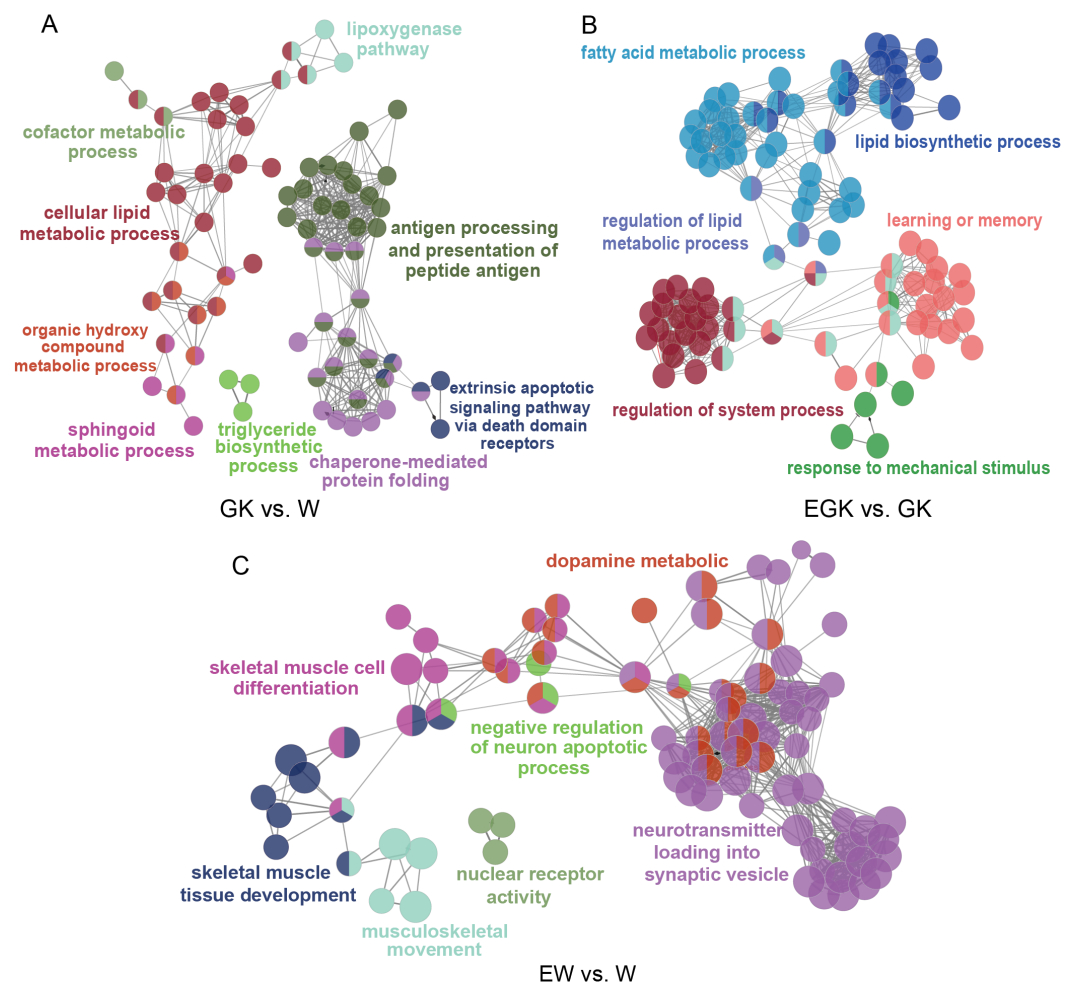 A
lipoxygenase
pathway
cofactor metabolic
process
cellular lipid
metabolic process
antigen processing
and presentation of
peptide antigen
organic hydroxy
compound
metabolic process
sphingoid
metabolic process
triglyceride
biosynthetic
process
extrinsic apoptotic
signaling pathway
via death domain
receptors
chaperone-mediated
protein folding
GK vs. W
B
fatty acid metabolic process
lipid biosynthetic process
regulation of lipid
metabolic process
learning or memory
regulation of system process
response to mechanical stimulus
EGK vs. GK
C
dopamine metabolic
skeletal muscle cell
differentiation
negative regulation
of neuron apoptotic
process
neurotransmitter
loading into
synaptic vesicle
skeletal muscle
tissue development
nuclear receptor
activity
musculoskeletal
movement
EW vs. W